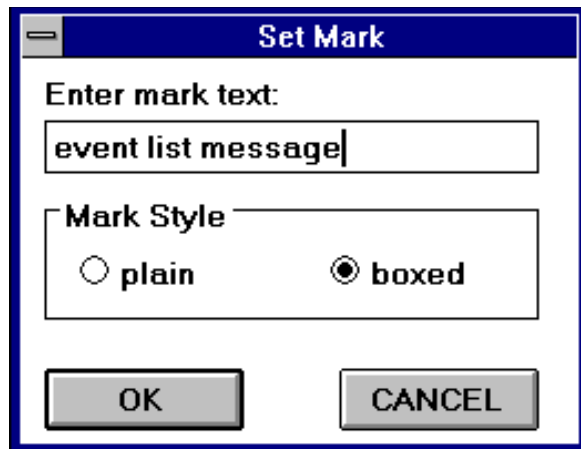 Set Mark
Enter mark text:
event list message
Mark Style
plain boxed
OK CANCEL